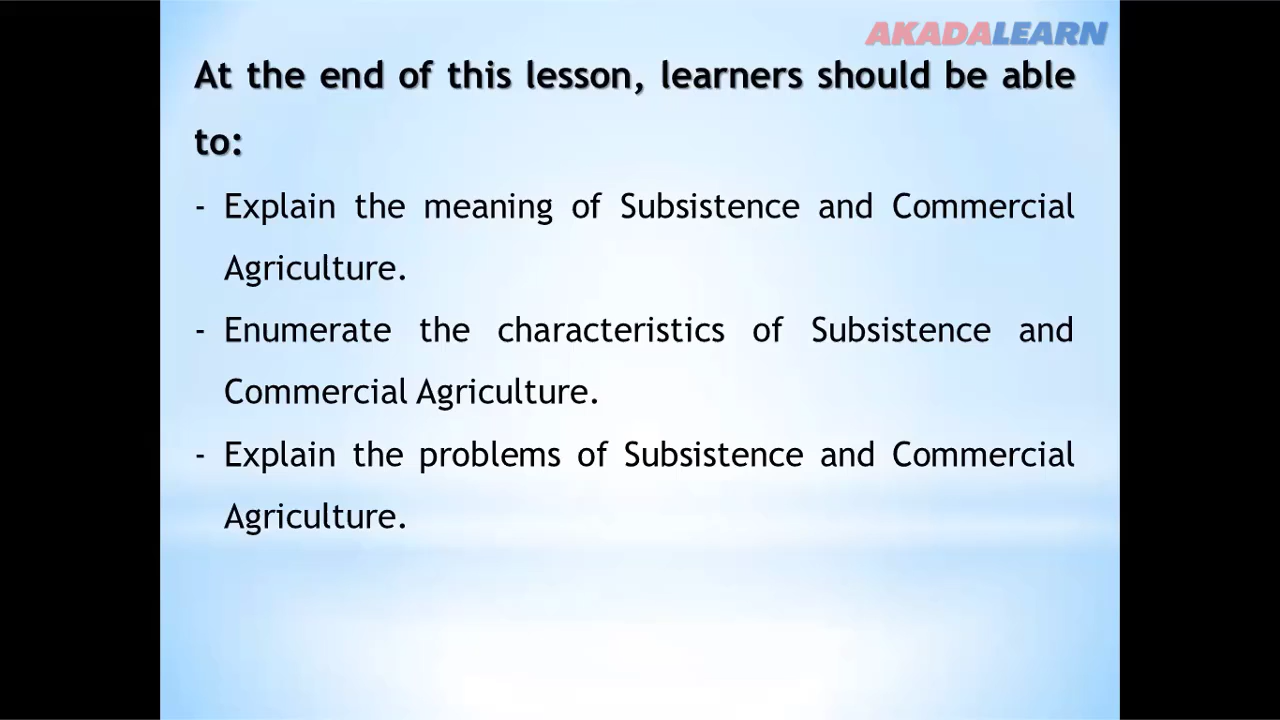 AKADALEARN
At the end of this lesson, learners should be able
to:
- Explain the meaning of Subsistence and Commercial
Agriculture.
- Enumerate the characteristics of Subsistence and
Commercial Agriculture.
- Explain the problems of Subsistence and Commercial
Agriculture.